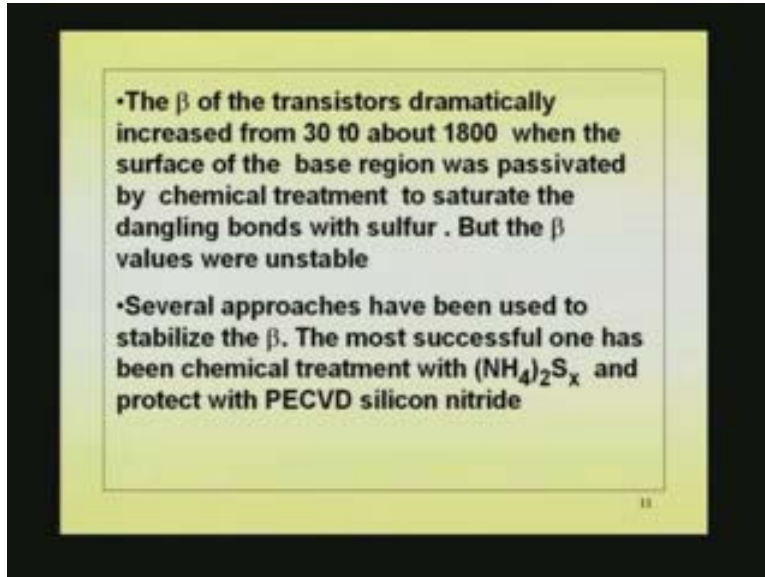 •The β of the transistors dramatically
increased from 30 t0 about 1800 when the
surface of the base region was passivated
by chemical treatment to saturate the
dangling bonds with sulfur . But the β
values were unstable
•Several approaches have been used to
stabilize the β. The most successful one has
been chemical treatment with (NH₄)₂Sₓ and
protect with PECVD silicon nitride
11